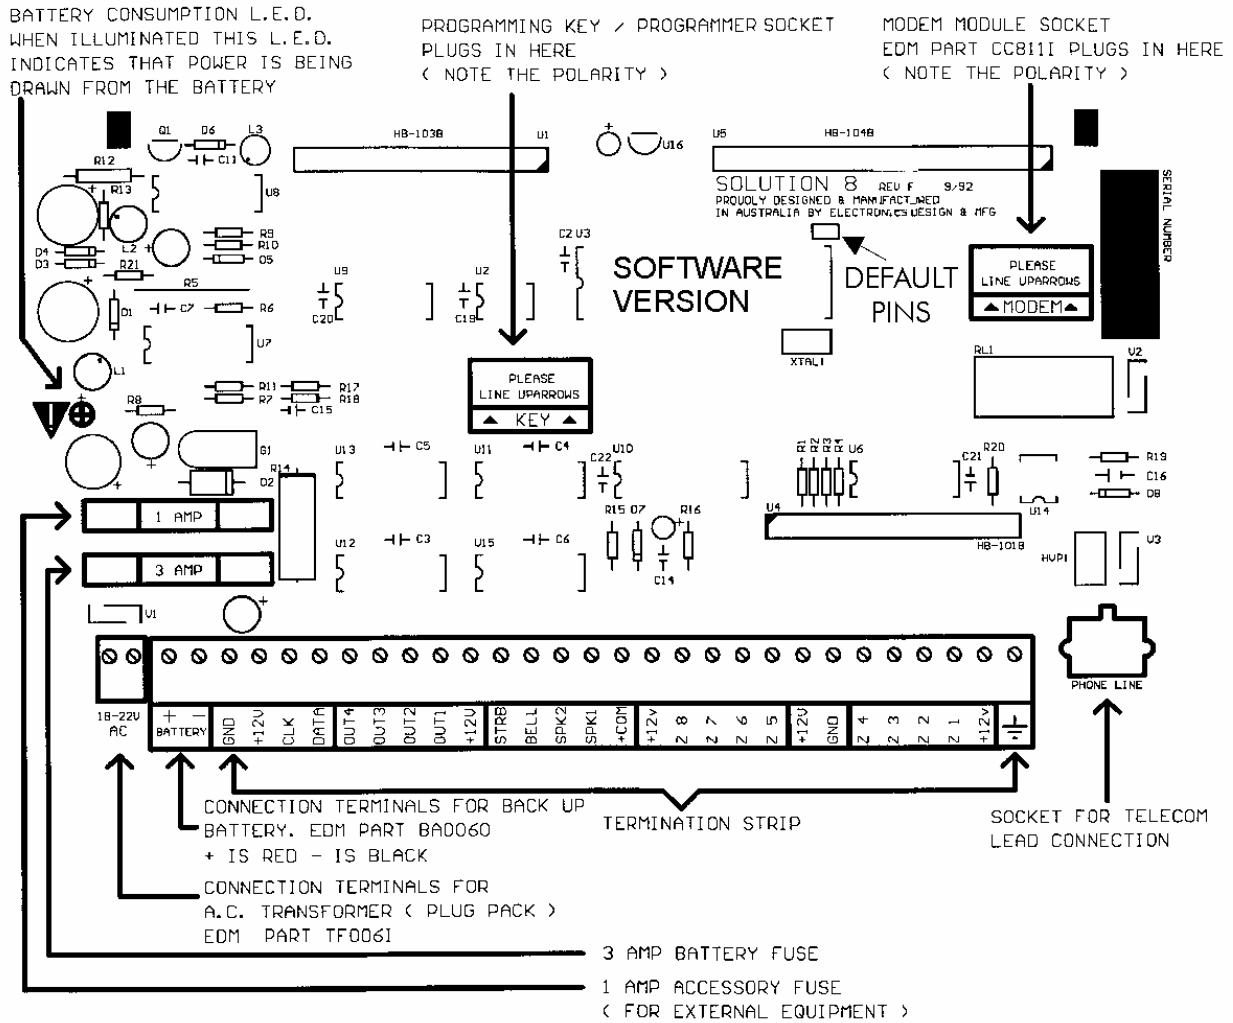 BATTERY CONSUMPTION L.E.D.
WHEN ILLUMINATED THIS L.E.D.
INDICATES THAT POWER IS BEING
DRAWN FROM THE BATTERY
PROGRAMMING KEY / PROGRAMMER SOCKET
PLUGS IN HERE
( NOTE THE POLARITY )
MODEM MODULE SOCKET
EDM PART CC8111 PLUGS IN HERE
( NOTE THE POLARITY )
Q1
D6
L3
C11
HB-103B
U1
U16
U5
HB-104B
R12
R13
U8
SOLUTION 8 REV F 9/92
PROUDLY DESIGNED & MANUFACTURED
IN AUSTRALIA BY ELECTRONICS DESIGN & MFG
SERIAL NUMBER
L2
R9
R10
D5
D4
D3
R21
R5
C7
R6
D1
U7
U9
C20
U2
C19
C2 U3
SOFTWARE
VERSION
DEFAULT
PINS
PLEASE
LINE UPARROWS
MODEM
XTAL1
RL1
V2
L1
R8
R11
R17
R7
R18
C15
PLEASE
LINE UPARROWS
KEY
G1
D2
R14
U13
C5
U11
C4
C22
U10
R1
R2
R3
R4
U6
C21
R20
U14
R19
C16
D8
1 AMP
3 AMP
U12
C3
U15
C6
R15
D7
R16
C14
U4
HB-101B
HVP1
V3
V1
PHONE LINE
18-22V
AC
+ -
BATTERY
GND
+12V
CLK
DATA
OUT4
OUT3
OUT2
OUT1
+12V
STRB
BELL
SPK2
SPK1
+COM
+12v
Z 8
Z 7
Z 6
Z 5
+12V
GND
Z 4
Z 3
Z 2
Z 1
+12v
CONNECTION TERMINALS FOR BACK UP
BATTERY. EDM PART BA0060
+ IS RED - IS BLACK
TERMINATION STRIP
SOCKET FOR TELECOM
LEAD CONNECTION
CONNECTION TERMINALS FOR
A.C. TRANSFORMER ( PLUG PACK )
EDM PART TF0061
3 AMP BATTERY FUSE
1 AMP ACCESSORY FUSE
( FOR EXTERNAL EQUIPMENT )